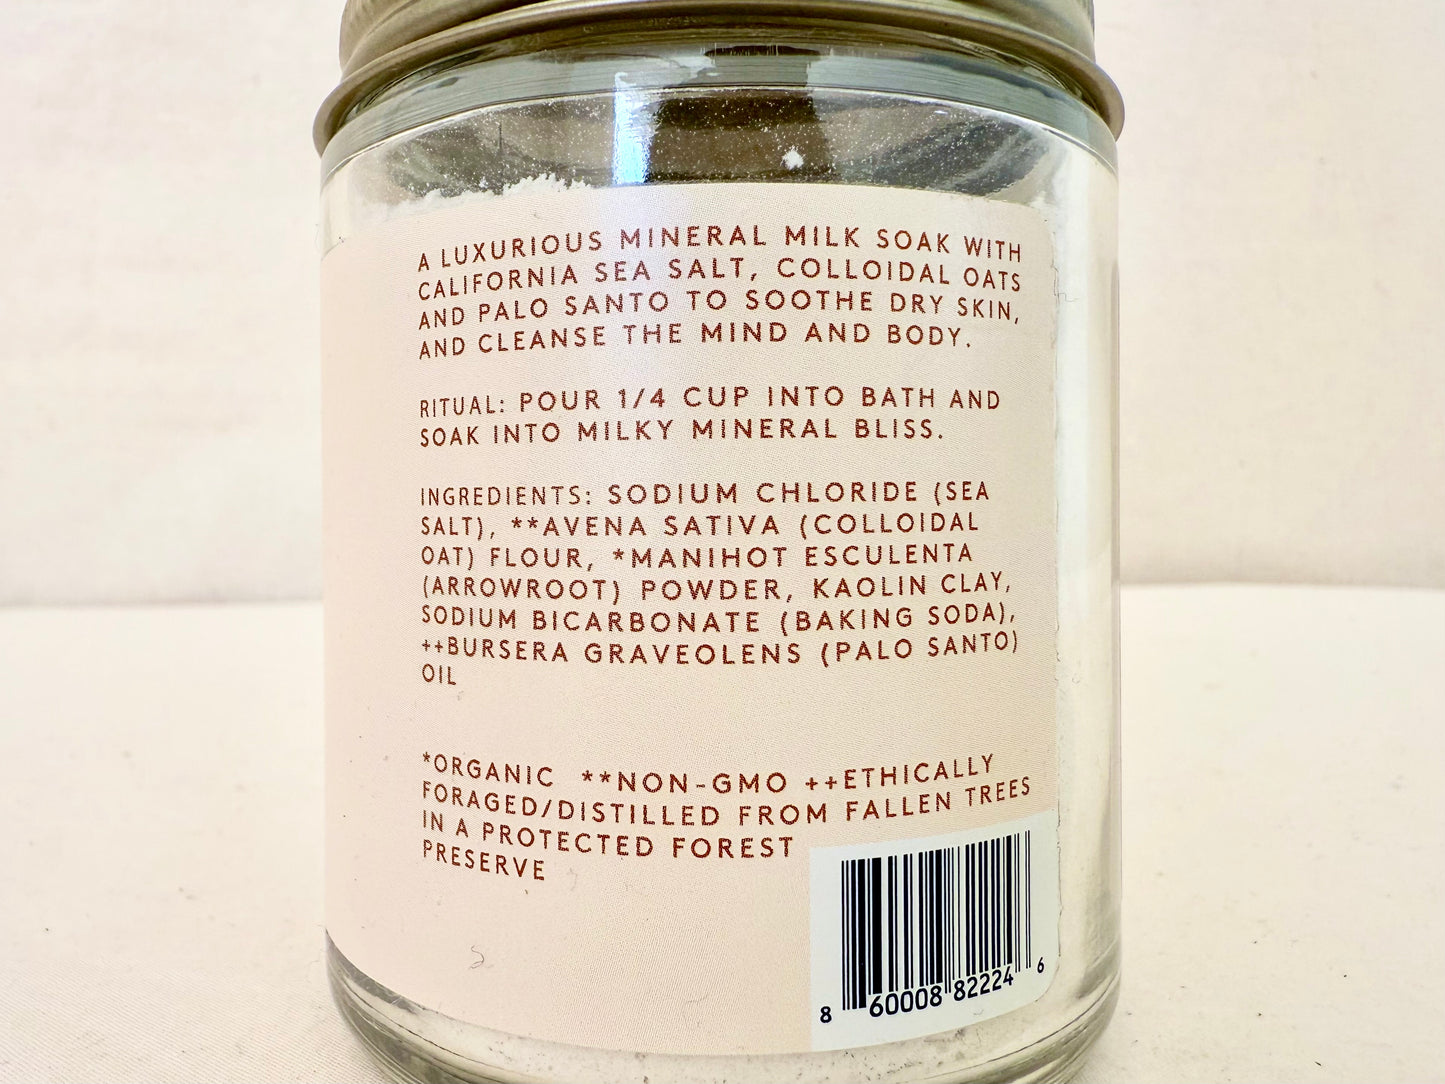 A LUXURIOUS MINERAL MILK SOAK WITH
CALIFORNIA SEA SALT, COLLOIDAL OATS
AND PALO SANTO TO SOOTHE DRY SKIN,
AND CLEANSE THE MIND AND BODY.
RITUAL: POUR 1/4 CUP INTO BATH AND
SOAK INTO MILKY MINERAL BLISS.
INGREDIENTS: SODIUM CHLORIDE (SEA
SALT), **AVENA SATIVA (COLLOIDAL
OAT) FLOUR, *MANIHOT ESCULENTA
(ARROWROOT) POWDER, KAOLIN CLAY,
SODIUM BICARBONATE (BAKING SODA),
++BURSERA GRAVEOLENS (PALO SANTO)
OIL
*ORGANIC **NON-GMO ++ETHICALLY
FORAGED/DISTILLED FROM FALLEN TREES
IN A PROTECTED FOREST
PRESERVE
8 60008 82224 6